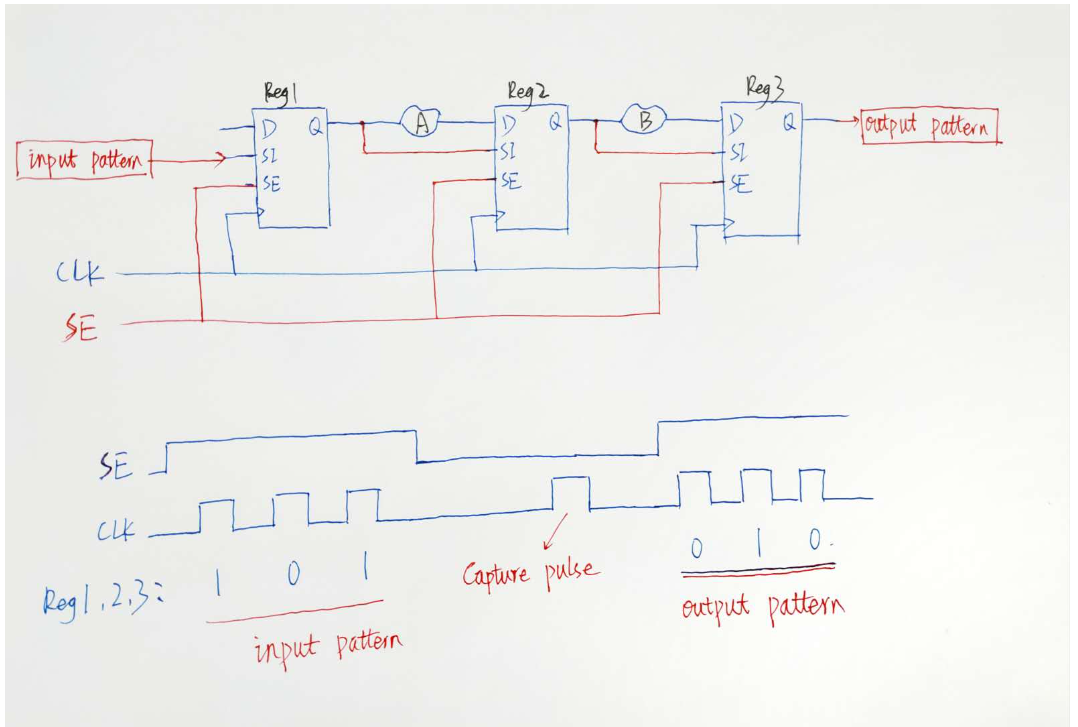 Reg1 Reg2 Reg3
D Q A D Q B D Q output pattern
input pattern SI SI SI
SE SE SE
CLK
SE
SE
CLK
Reg1,2,3: 1 0 1 Capture pulse 0 1 0.
input pattern output pattern